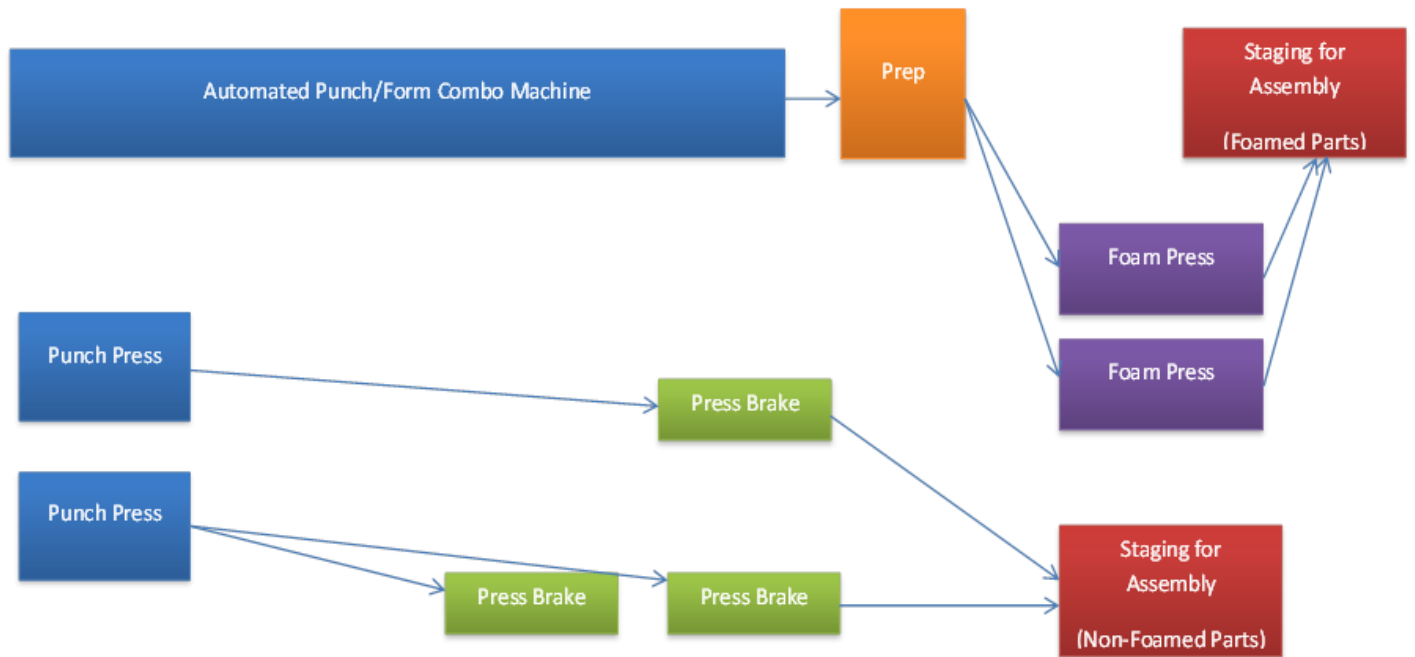 Automated Punch/Form Combo Machine
Prep
Staging for
Assembly
(Foamed Parts)
Foam Press
Foam Press
Punch Press
Press Brake
Punch Press
Press Brake
Press Brake
Staging for
Assembly
(Non-Foamed Parts)